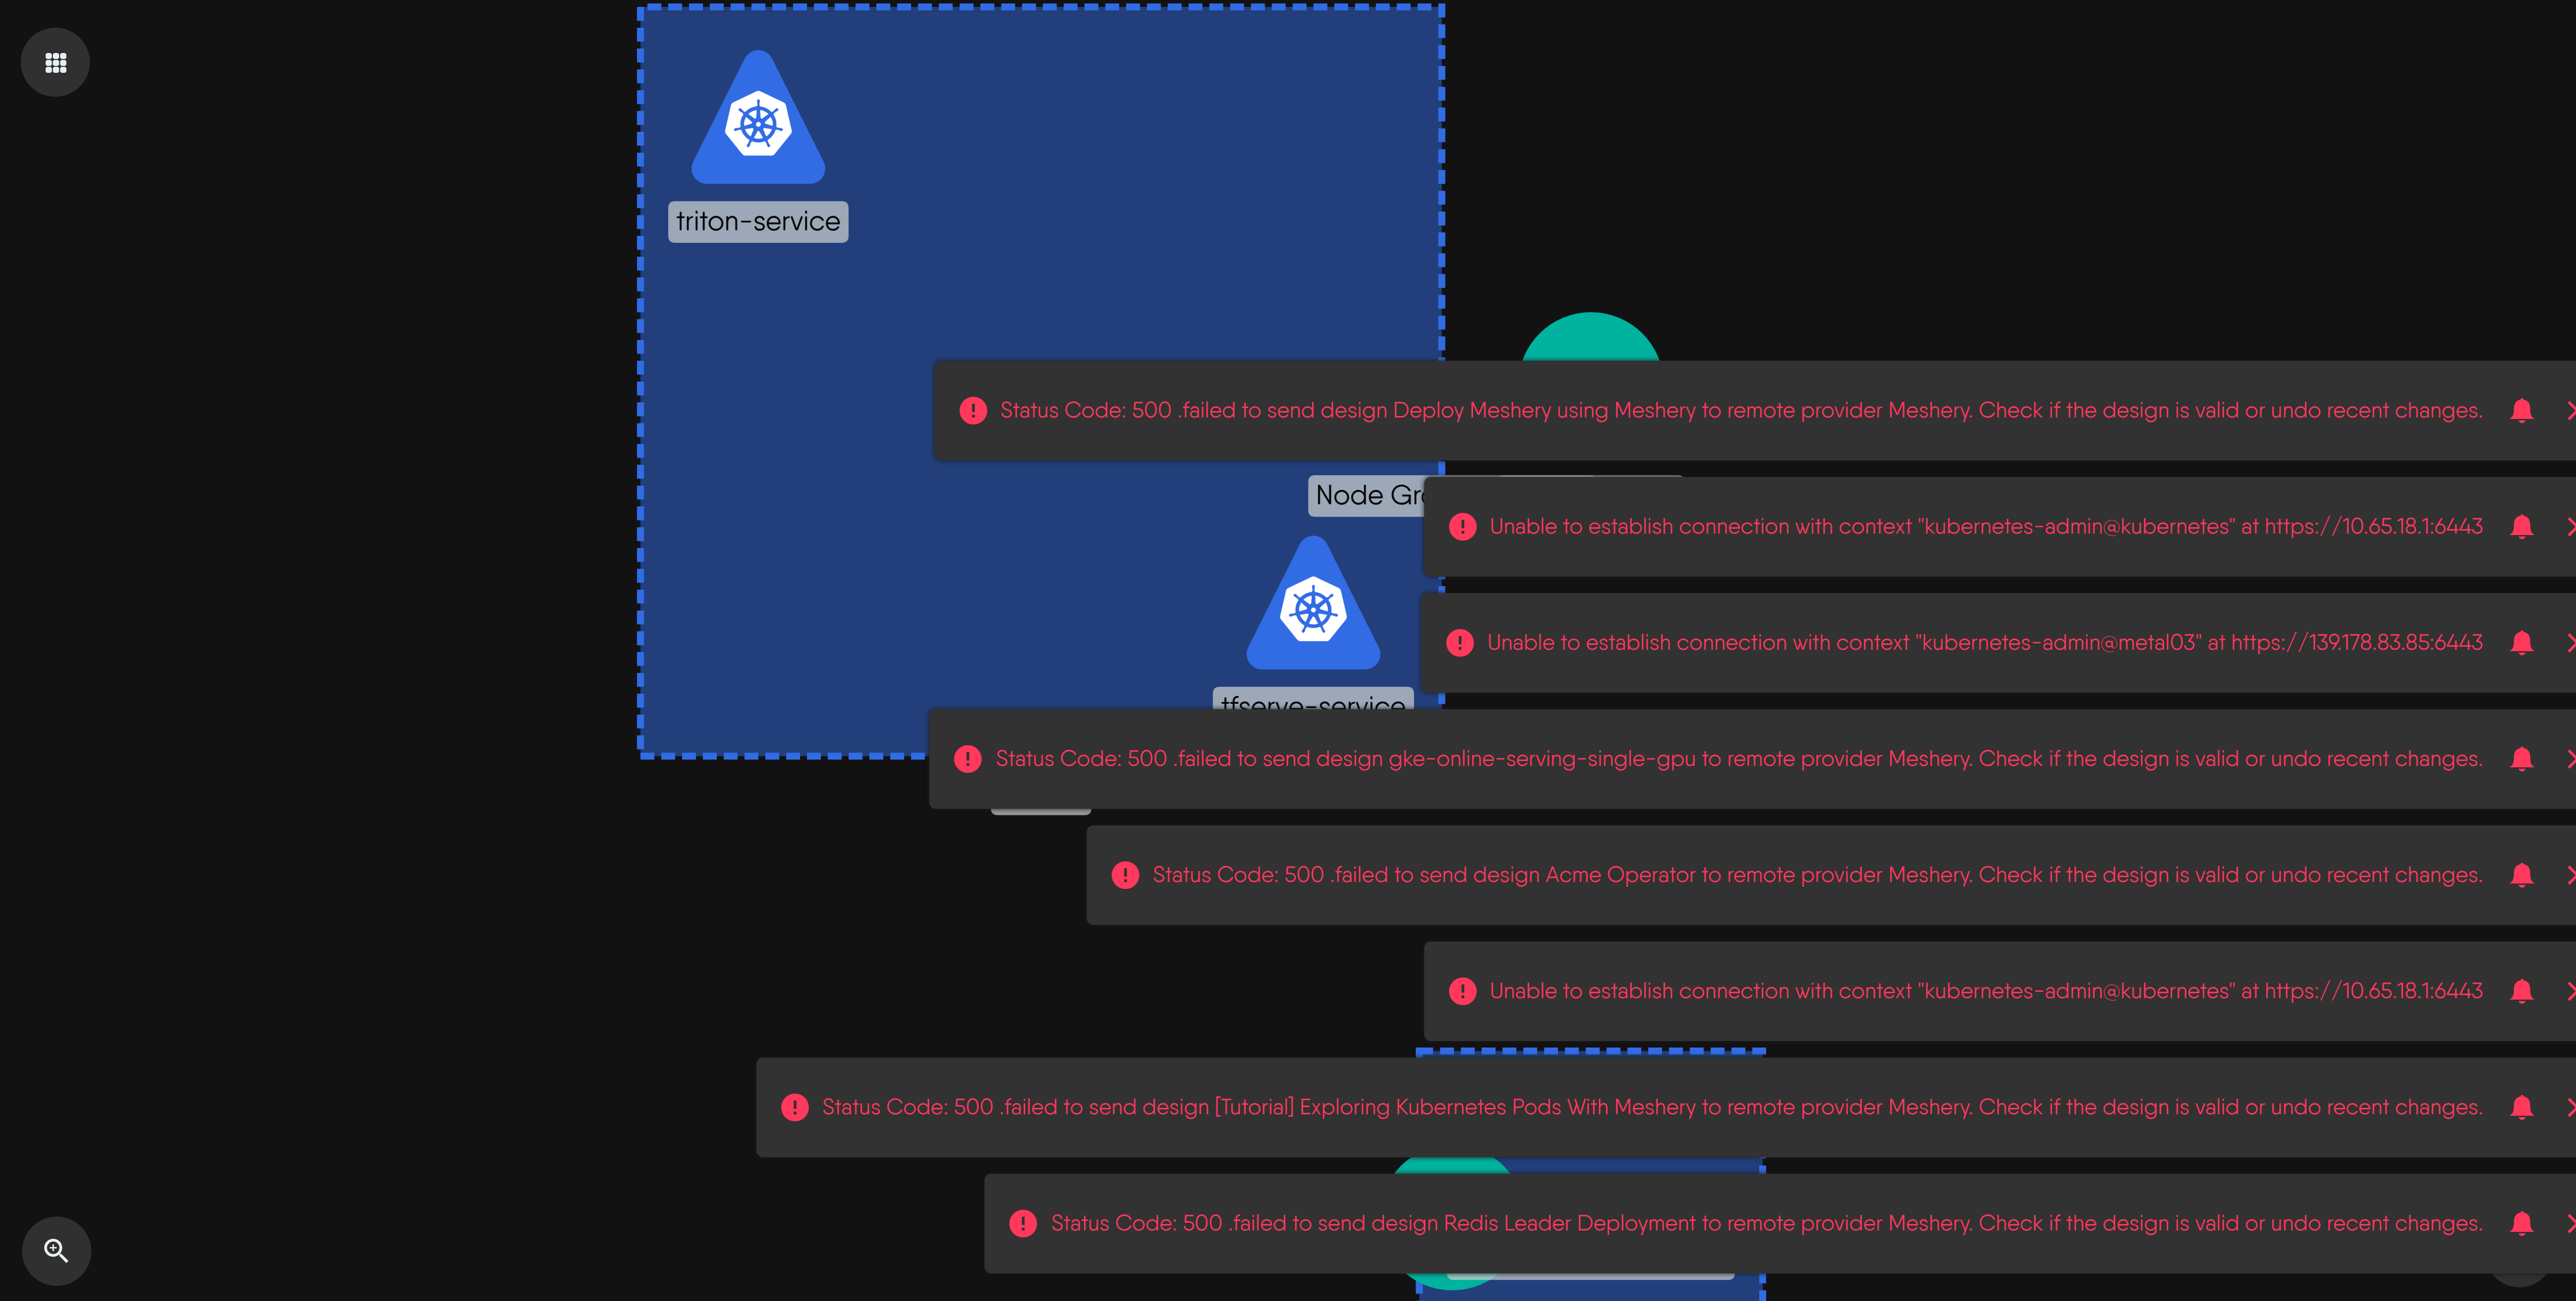 triton-service
Status Code: 500 .failed to send design Deploy Meshery using Meshery to remote provider Meshery. Check if the design is valid or undo recent changes.
Node
Unable to establish connection with context "kubernetes-admin@kubernetes" at https://10.65.18.1:6443
Unable to establish connection with context "kubernetes-admin@metal03" at https://139.178.83.85:6443
tfserve-service
Status Code: 500 .failed to send design gke-online-serving-single-gpu to remote provider Meshery. Check if the design is valid or undo recent changes.
Status Code: 500 .failed to send design Acme Operator to remote provider Meshery. Check if the design is valid or undo recent changes.
Unable to establish connection with context "kubernetes-admin@kubernetes" at https://10.65.18.1:6443
Status Code: 500 .failed to send design [Tutorial] Exploring Kubernetes Pods With Meshery to remote provider Meshery. Check if the design is valid or undo recent changes.
Status Code: 500 .failed to send design Redis Leader Deployment to remote provider Meshery. Check if the design is valid or undo recent changes.